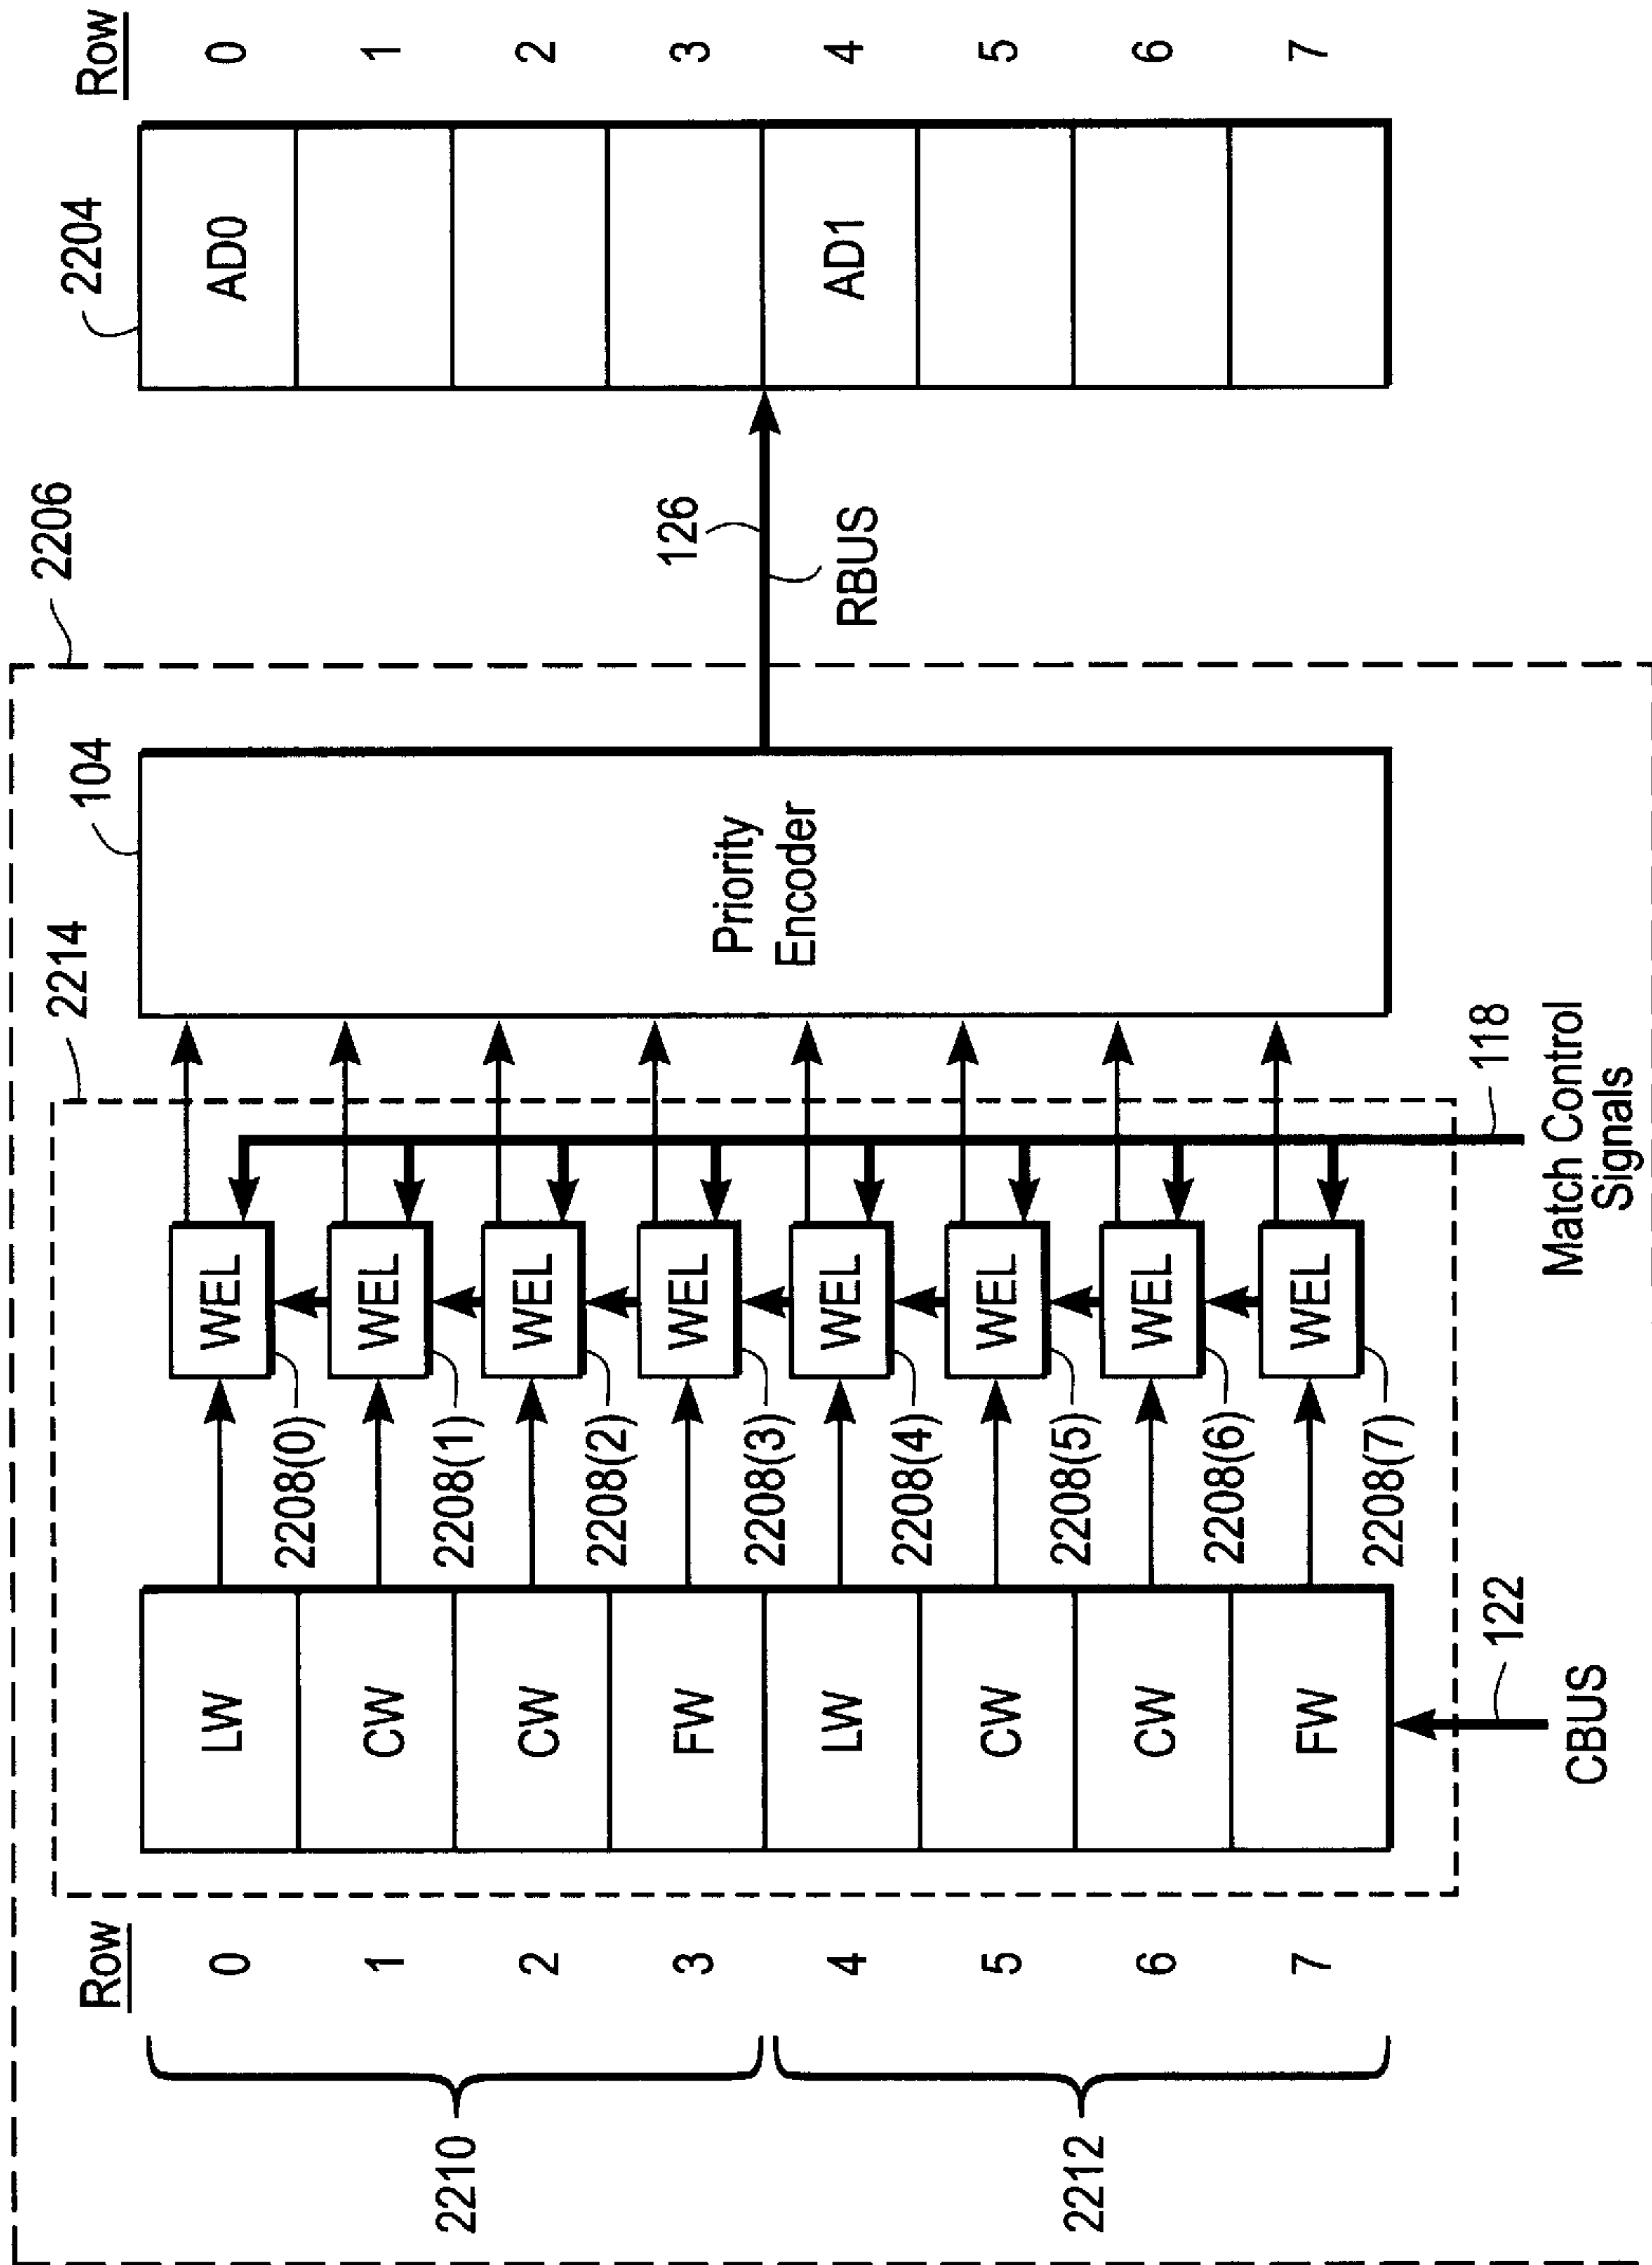 2206
2214
104
2204
Row
Row
0
LW
WEL
2208(0)
AD0
0
1
CW
WEL
2208(1)
1
2
CW
WEL
2208(2)
2
3
FW
WEL
2208(3)
3
4
LW
WEL
2208(4)
AD1
4
5
CW
WEL
2208(5)
5
6
CW
WEL
2208(6)
6
7
FW
WEL
2208(7)
7
Priority
Encoder
126
RBUS
2210
2212
122
CBUS
118
Match Control
Signals